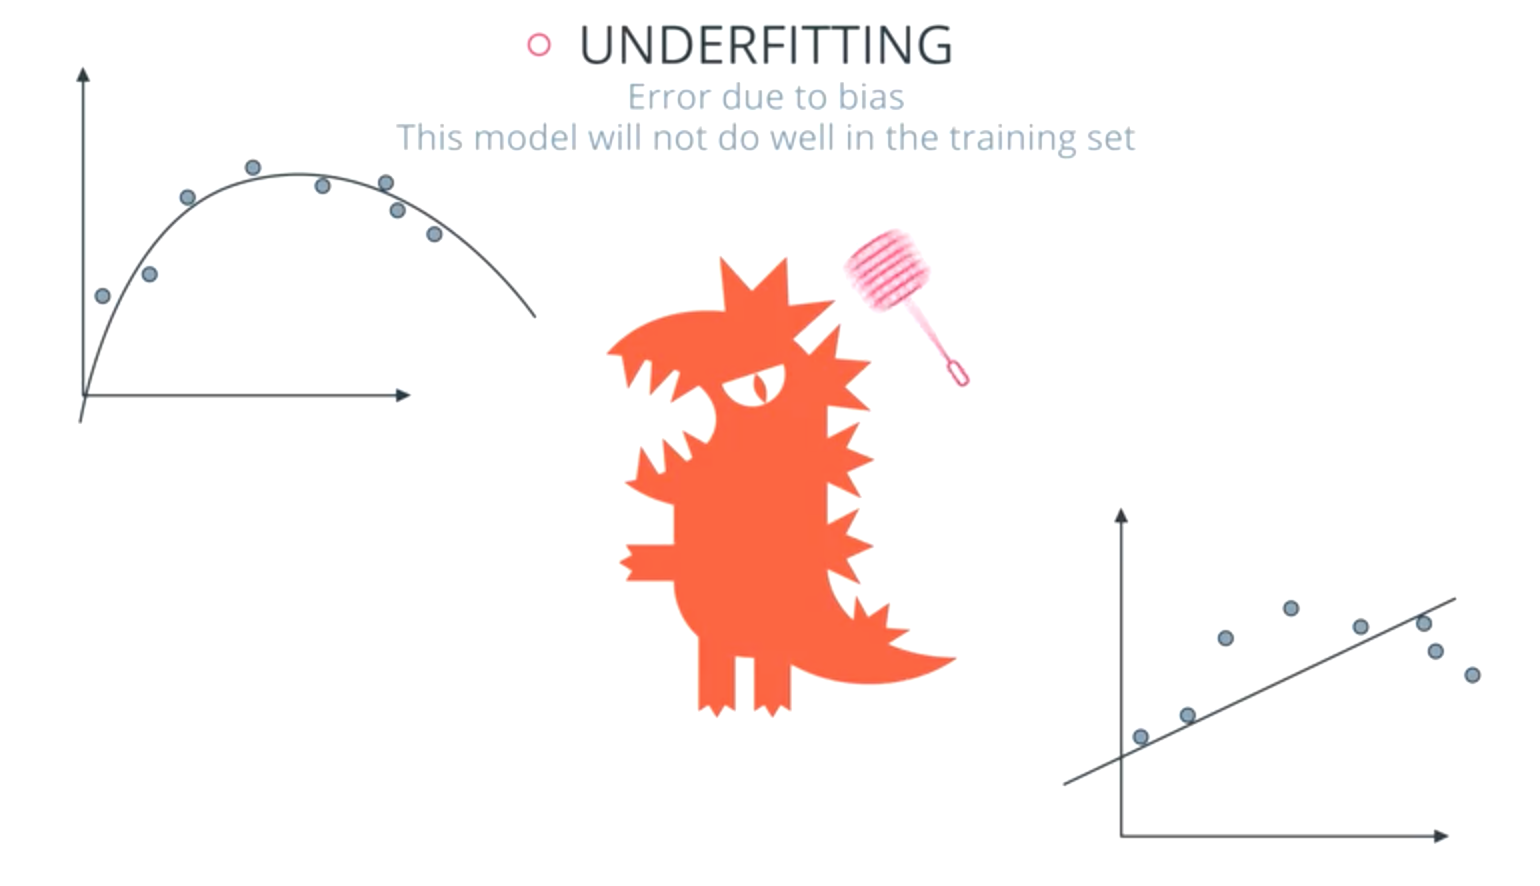 UNDERFITTING
Error due to bias
This model will not do well in the training set